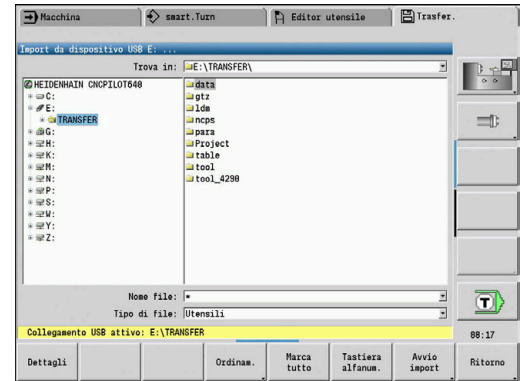 Macchina
smart.Turn
Editor utensile
Trasfer.
Import da dispositivo USB E: ...
Trova in:
E:\TRANSFER\
HEIDENHAIN CNCPILOT640
C:
E:
TRANSFER
G:
H:
K:
M:
N:
P:
S:
W:
Y:
Z:
data
gtz
ldm
ncps
para
Project
table
tool
tool_4290
Nome file:
*
Tipo di file:
Utensili
Collegamento USB attivo: E:\TRANSFER
T
08:17
Dettagli
Ordinam.
Marca tutto
Tastiera alfanum.
Avvio import
Ritorno